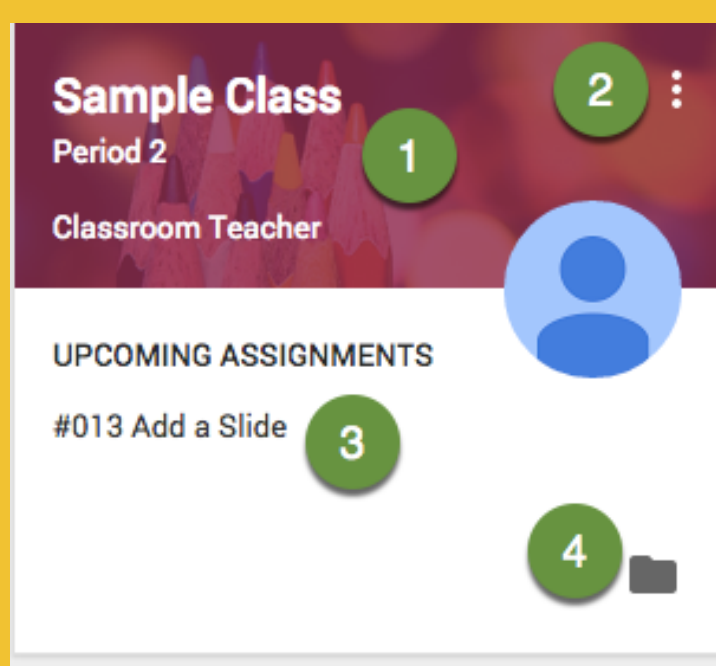 Sample Class
2
Period 2
1
Classroom Teacher
UPCOMING ASSIGNMENTS
#013 Add a Slide
3
4